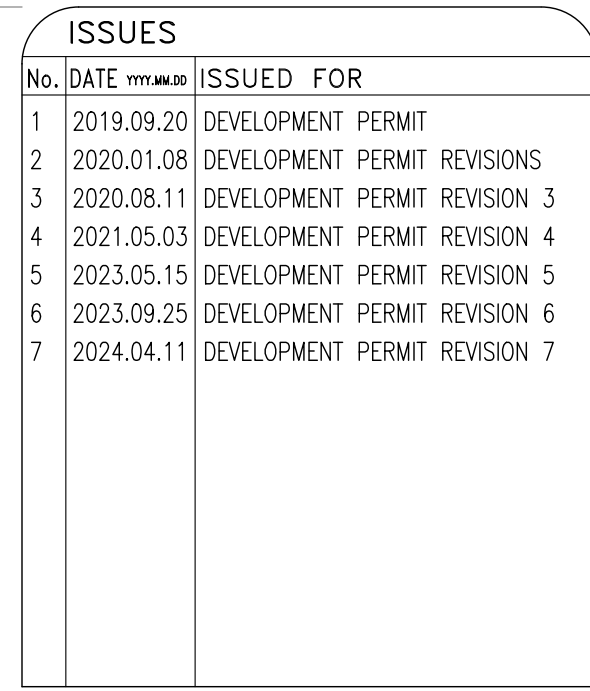 ISSUES
No. DATE YYYY.MM.DD ISSUED FOR
1 2019.09.20 DEVELOPMENT PERMIT
2 2020.01.08 DEVELOPMENT PERMIT REVISIONS
3 2020.08.11 DEVELOPMENT PERMIT REVISION 3
4 2021.05.03 DEVELOPMENT PERMIT REVISION 4
5 2023.05.15 DEVELOPMENT PERMIT REVISION 5
6 2023.09.25 DEVELOPMENT PERMIT REVISION 6
7 2024.04.11 DEVELOPMENT PERMIT REVISION 7